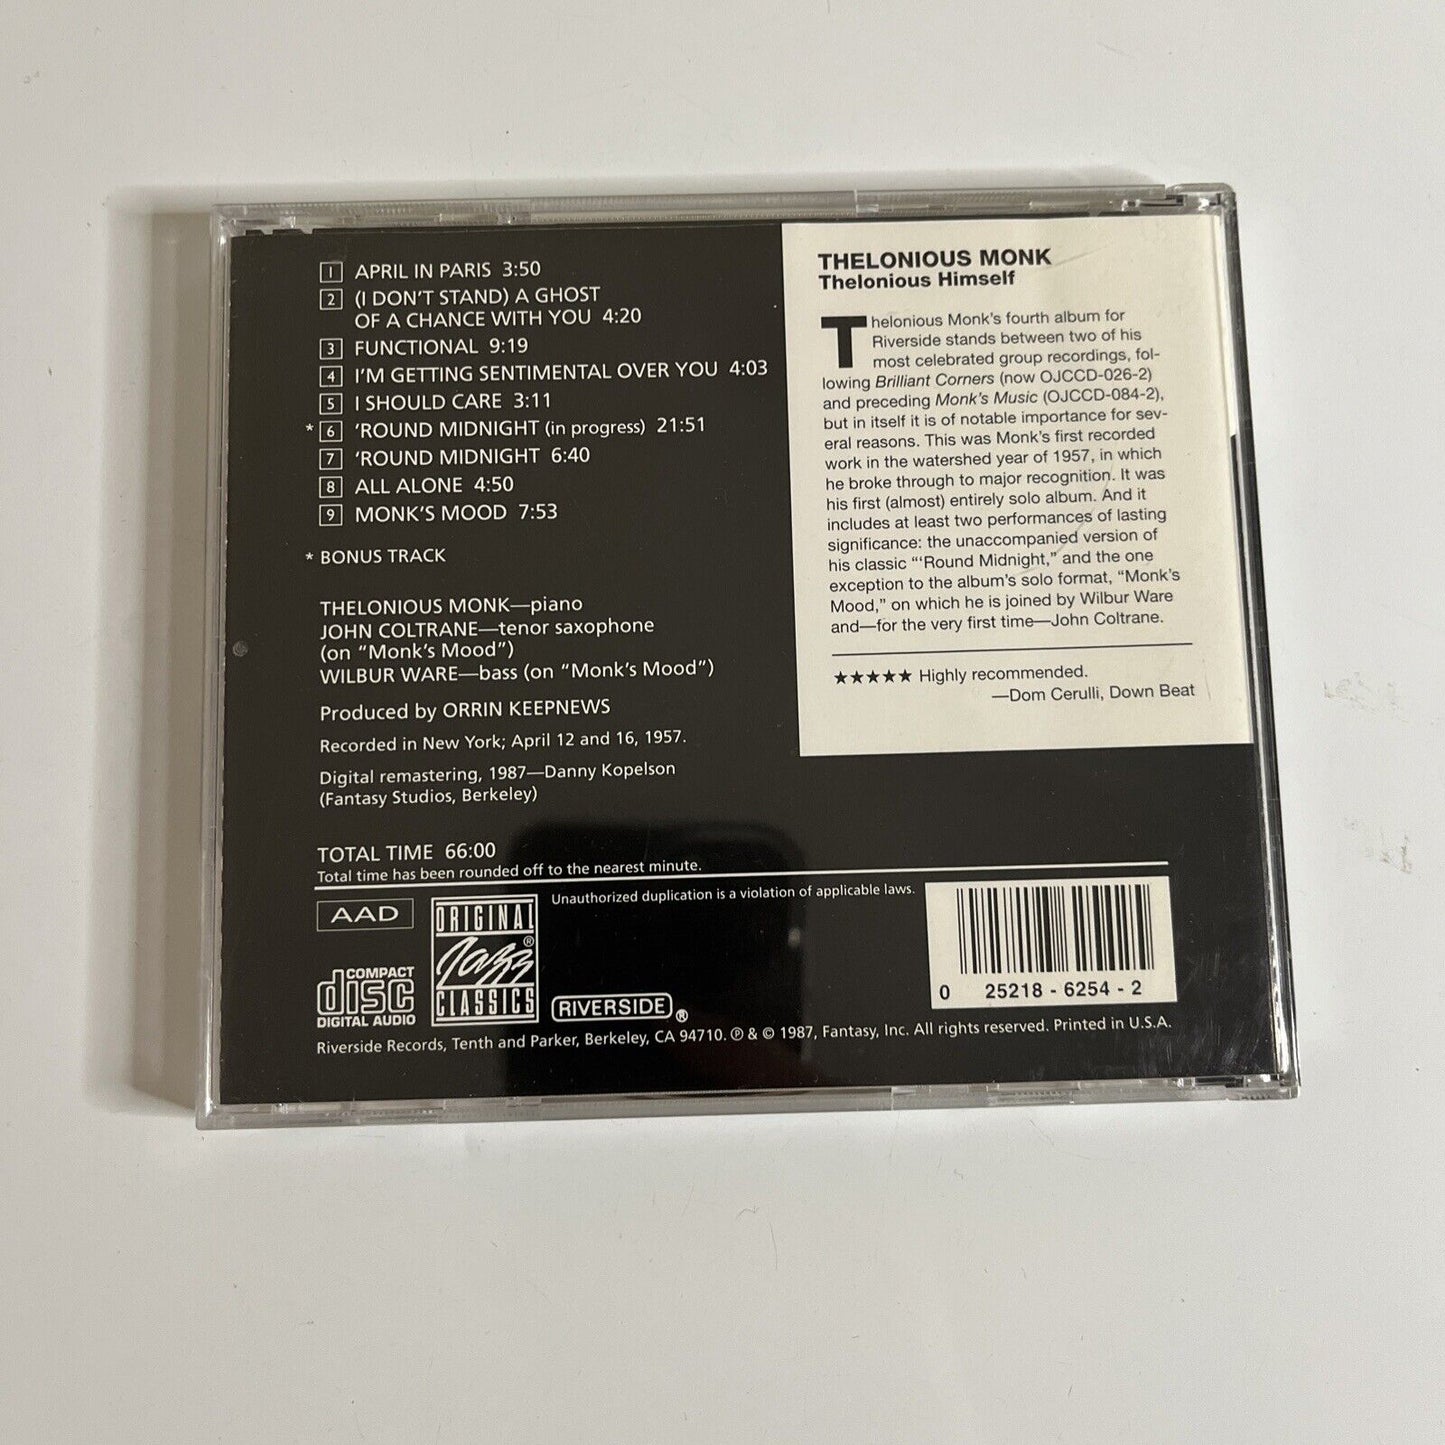 1 APRIL IN PARIS 3:50
2 (I DON'T STAND) A GHOST
OF A CHANCE WITH YOU 4:20
3 FUNCTIONAL 9:19
4 I'M GETTING SENTIMENTAL OVER YOU 4:03
5 I SHOULD CARE 3:11
* 6 'ROUND MIDNIGHT (in progress) 21:51
7 'ROUND MIDNIGHT 6:40
8 ALL ALONE 4:50
9 MONK'S MOOD 7:53
* BONUS TRACK
THELONIOUS MONK—piano
JOHN COLTRANE—tenor saxophone
(on "Monk's Mood")
WILBUR WARE—bass (on "Monk's Mood")
Produced by ORRIN KEEPNEWS
Recorded in New York; April 12 and 16, 1957.
Digital remastering, 1987—Danny Kopelson
(Fantasy Studios, Berkeley)
TOTAL TIME 66:00
Total time has been rounded off to the nearest minute.
THELONIOUS MONK
Thelonious Himself
Thelonious Monk's fourth album for
Riverside stands between two of his
most celebrated group recordings, fol-
lowing Brilliant Corners (now OJCCD-026-2)
and preceding Monk's Music (OJCCD-084-2),
but in itself it is of notable importance for sev-
eral reasons. This was Monk's first recorded
work in the watershed year of 1957, in which
he broke through to major recognition. It was
his first (almost) entirely solo album. And it
includes at least two performances of lasting
significance: the unaccompanied version of
his classic "'Round Midnight," and the one
exception to the album's solo format, "Monk's
Mood," on which he is joined by Wilbur Ware
and—for the very first time—John Coltrane.
★★★★★ Highly recommended.
—Dom Cerulli, Down Beat
AAD
COMPACT
disc
DIGITAL AUDIO
ORIGINAL
Jazz ®
CLASSICS
Unauthorized duplication is a violation of applicable laws.
RIVERSIDE ®
0 25218 - 6254 - 2
Riverside Records, Tenth and Parker, Berkeley, CA 94710. ℗ & © 1987, Fantasy, Inc. All rights reserved. Printed in U.S.A.